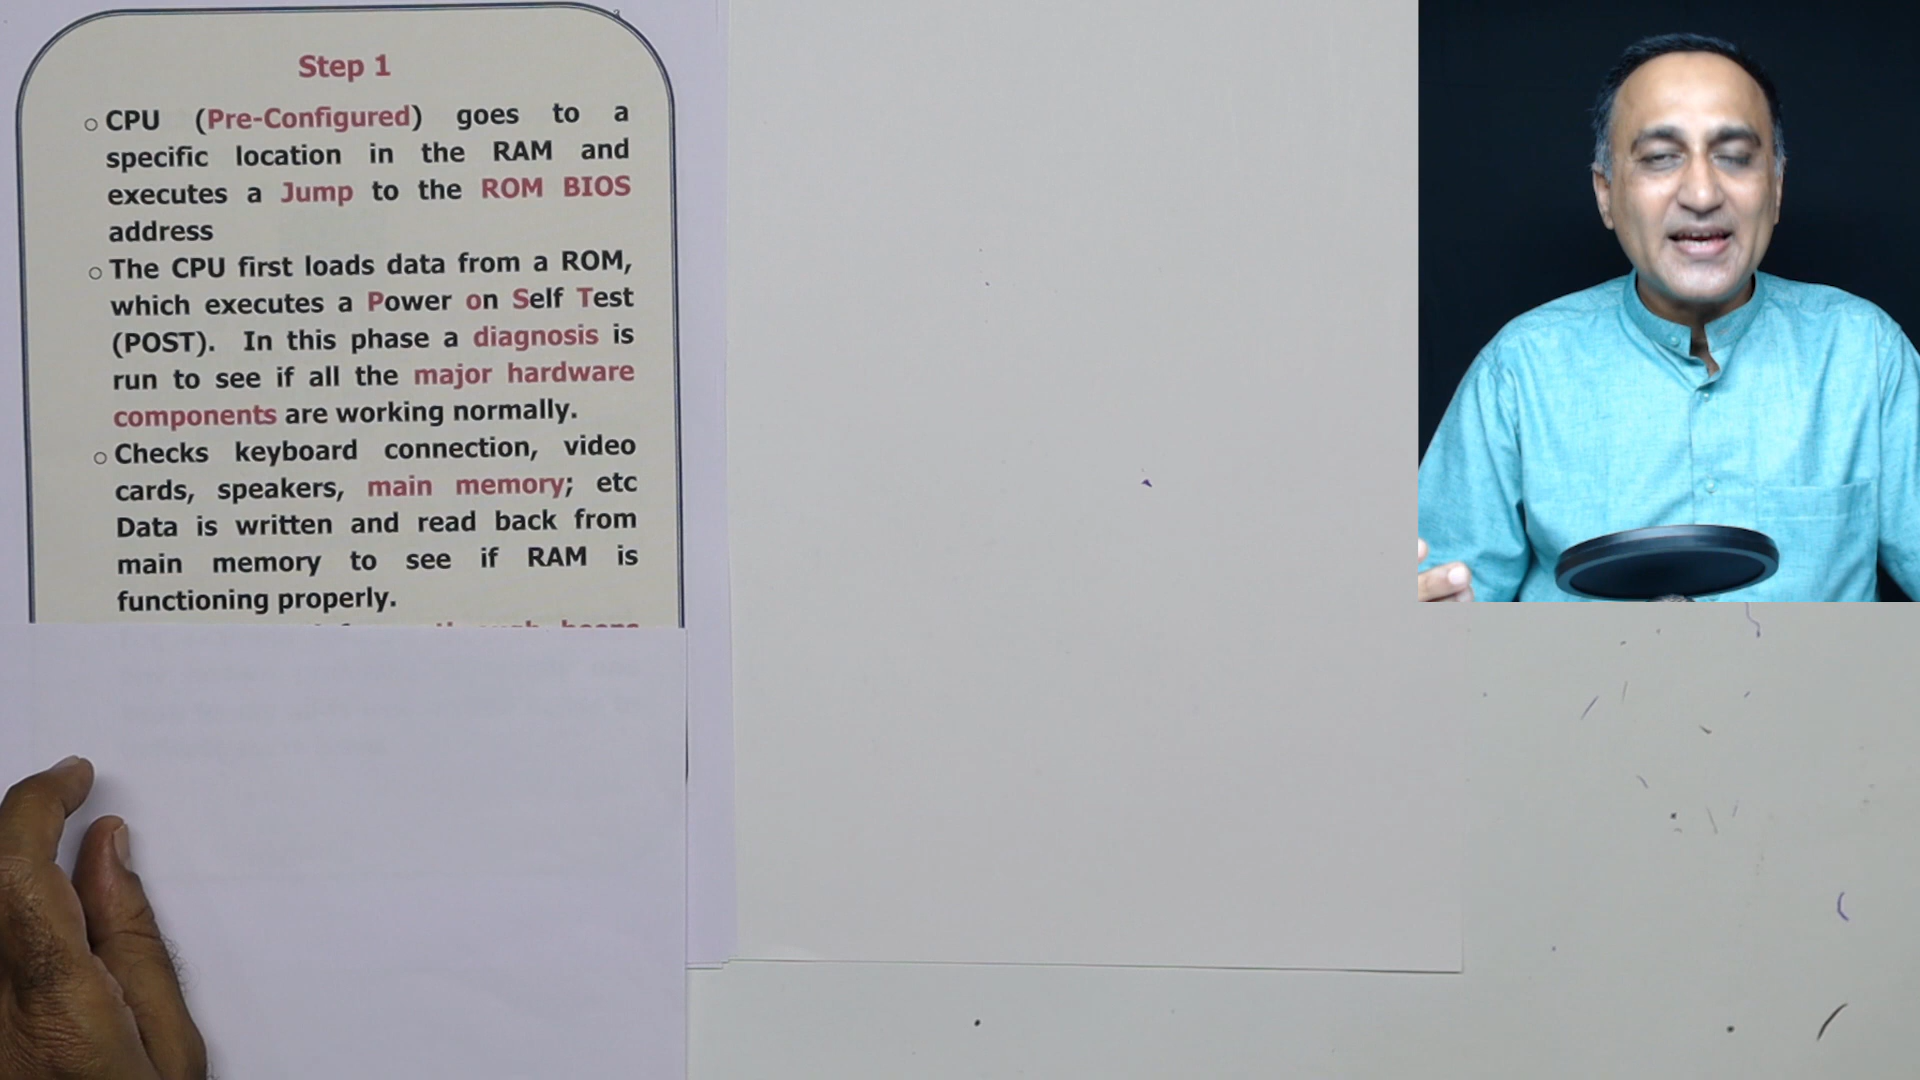 Step 1
CPU (Pre-Configured) goes to a
specific location in the RAM and
executes a Jump to the ROM BIOS
address
The CPU first loads data from a ROM,
which executes a Power on Self Test
(POST). In this phase a diagnosis is
run to see if all the major hardware
components are working normally.
Checks keyboard connection, video
cards, speakers, main memory; etc
Data is written and read back from
main memory to see if RAM is
functioning properly.
through beeps